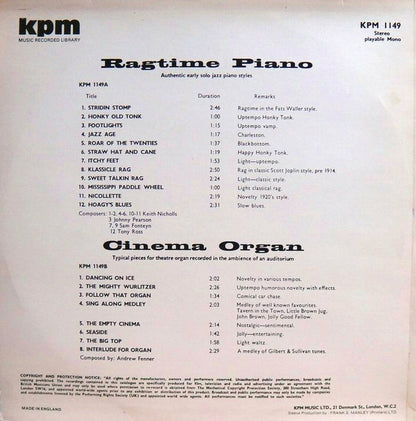 kpm
MUSIC RECORDED LIBRARY
KPM 1149
Stereo
playable Mono
Ragtime Piano
Authentic early solo jazz piano styles
KPM 1149A
Title Duration Remarks
1. STRIDIN STOMP 2:46 Ragtime in the Fats Waller style.
2. HONKY OLD TONK 1:00 Uptempo Honky Tonk.
3. FOOTLIGHTS 1:15 Uptempo vamp.
4. JAZZ AGE 1:17 Charleston.
5. ROAR OF THE TWENTIES 1:37 Blackbottom.
6. STRAW HAT AND CANE 1:19 Happy Honky Tonk.
7. ITCHY FEET 1:53 Light—uptempo.
8. KLASSICLE RAG 2:50 Rag in classic Scott Joplin style, pre 1914.
9. SWEET TALKIN RAG 2:24 Light—classic style.
10. MISSISSIPPI PADDLE WHEEL 1:00 Light classical rag.
11. NICOLLETTE 2:19 Novelty 1920's style.
12. HOAGY'S BLUES 2:31 Slow blues.
Composers: 1-2, 4-6, 10-11 Keith Nicholls
3 Johnny Pearson
7, 9 Sam Fonteyn
12 Tony Ross
Cinema Organ
Typical pieces for theatre organ recorded in the ambience of an auditorium
KPM 1149B
1. DANCING ON ICE 2:02 Novelty in various tempos.
2. THE MIGHTY WURLITZER 2:26 Uptempo humorous novelty with effects.
3. FOLLOW THAT ORGAN 1:34 Comical car chase.
4. SING ALONG MEDLEY 2:03 Medley of well known favourites.
Tavern in the Town, Little Brown Jug,
John Brown, Jolly Good Fellow.
5. THE EMPTY CINEMA 2:14 Nostalgic—sentimental.
6. SEASIDE 1:42 Jolly—entertaining.
7. THE BIG TOP 1:58 Light waltz.
8. INTERLUDE FOR ORGAN 2:29 A medley of Gilbert & Sullivan tunes.
Composed by: Andrew Fenner
COPYRIGHT AND PROTECTION NOTICE.
MADE IN ENGLAND
KPM MUSIC LTD., 21 Denmark St., London, W.C.2